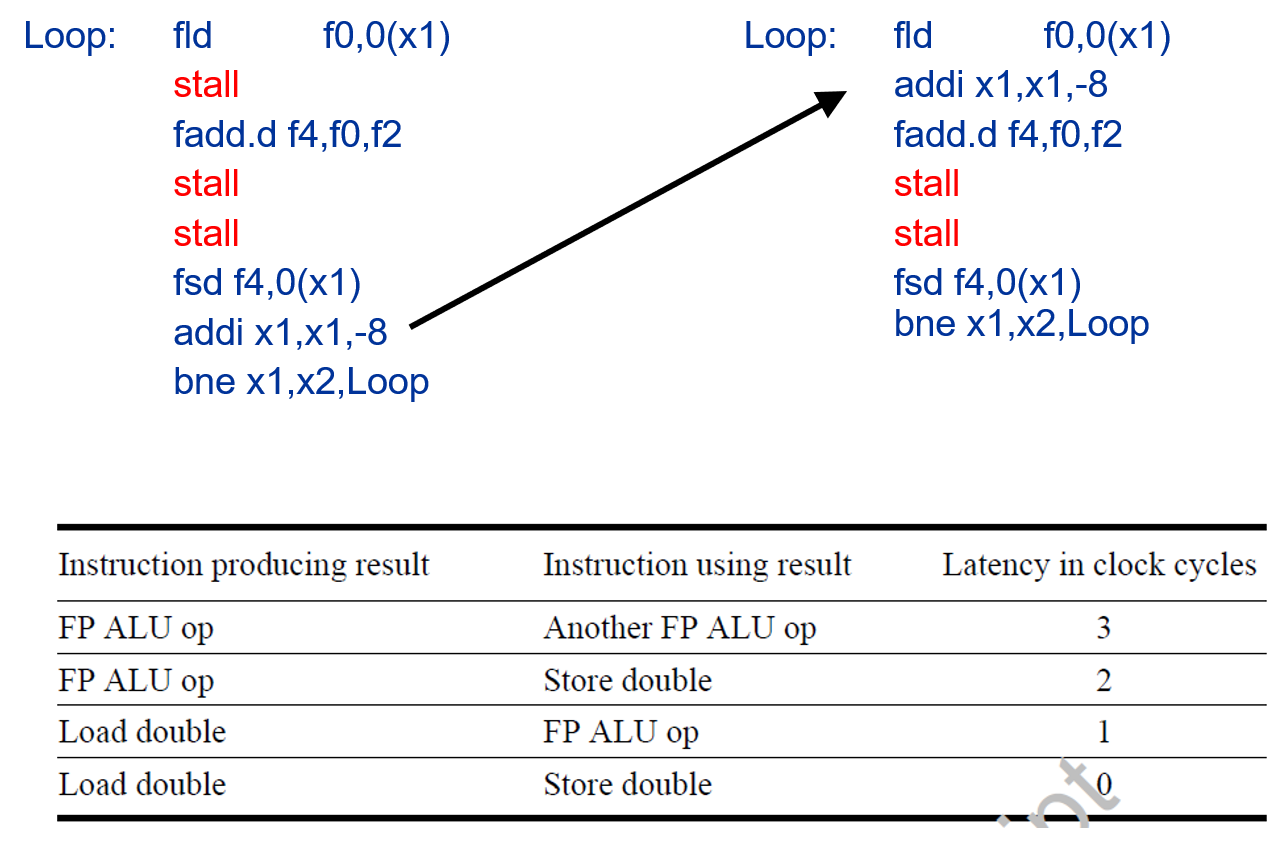 Loop: fld f0,0(x1)
stall
fadd.d f4,f0,f2
stall
stall
fsd f4,0(x1)
addi x1,x1,-8
bne x1,x2,Loop
Loop: fld f0,0(x1)
addi x1,x1,-8
fadd.d f4,f0,f2
stall
stall
fsd f4,0(x1)
bne x1,x2,Loop
Instruction producing result Instruction using result Latency in clock cycles
FP ALU op Another FP ALU op 3
FP ALU op Store double 2
Load double FP ALU op 1
Load double Store double 0